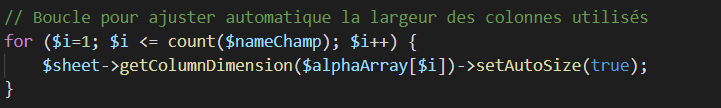 // Boucle pour ajuster automatique la largeur des colonnes utilisés
for ($i=1; $i <= count($nameChamp); $i++) {
    $sheet->getColumnDimension($alphaArray[$i])->setAutoSize(true);
}